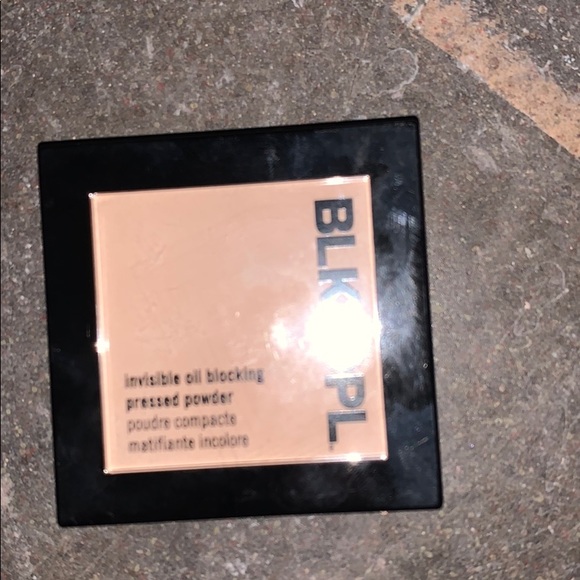 BLK PL.
invisible oil blocking
pressed powder
poudre compacte
matifiante incolore